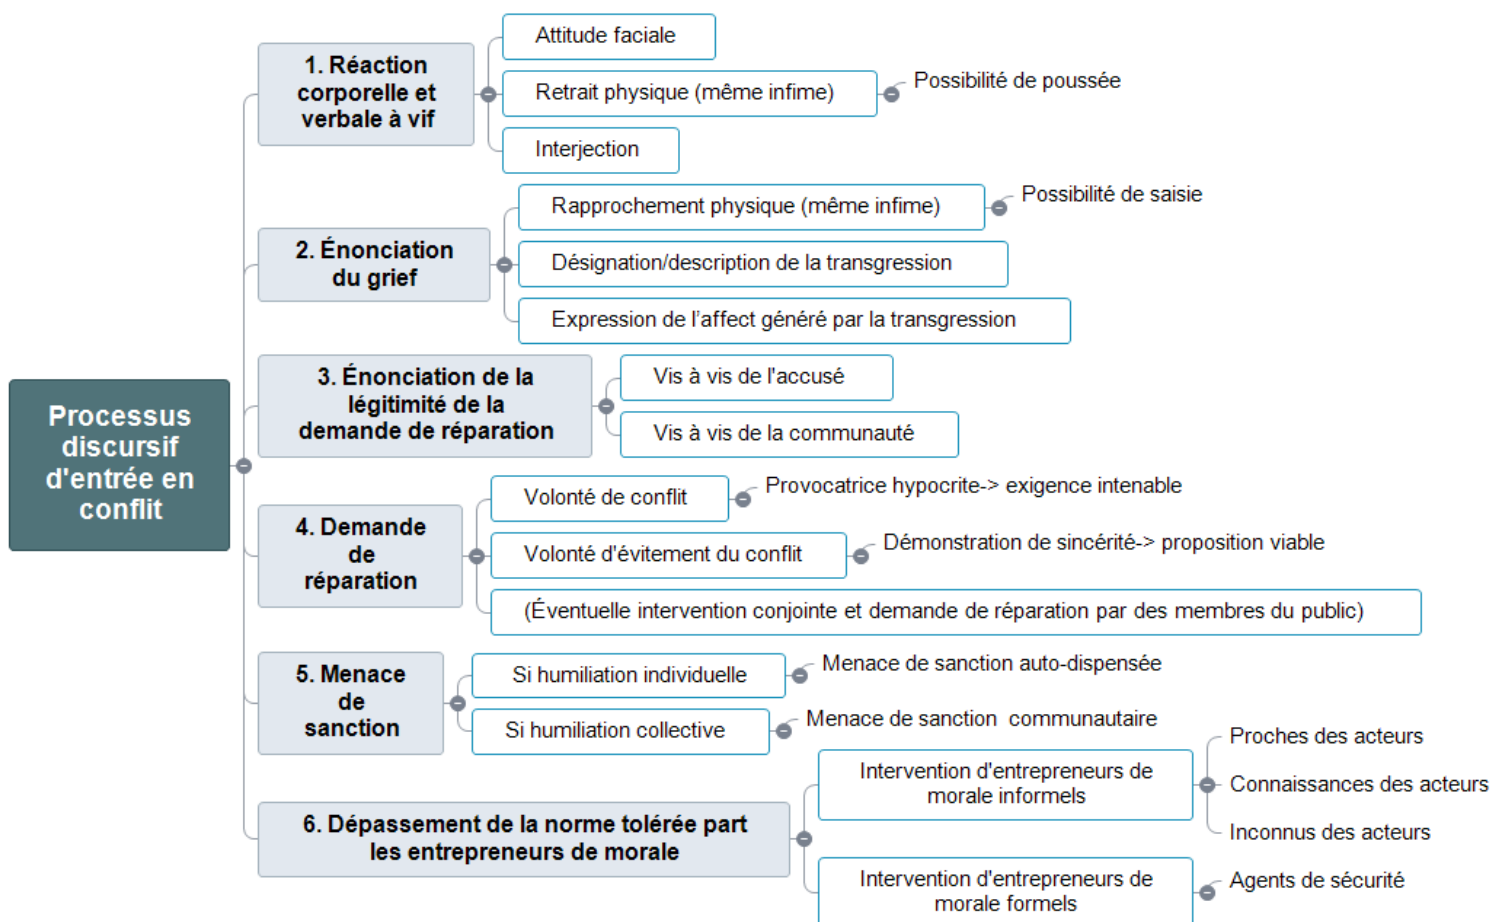 Processus
discursif
d'entrée en
conflit
1. Réaction
corporelle et
verbale à vif
Attitude faciale
Retrait physique (même infime)
Possibilité de poussée
Interjection
2. Énonciation
du grief
Rapprochement physique (même infime)
Possibilité de saisie
Désignation/description de la transgression
Expression de l’affect généré par la transgression
3. Énonciation de la
légitimité de la
demande de réparation
Vis à vis de l'accusé
Vis à vis de la communauté
4. Demande
de
réparation
Volonté de conflit
Provocatrice hypocrite-> exigence intenable
Volonté d'évitement du conflit
Démonstration de sincérité-> proposition viable
(Éventuelle intervention conjointe et demande de réparation par des membres du public)
5. Menace
de
sanction
Si humiliation individuelle
Menace de sanction auto-dispensée
Si humiliation collective
Menace de sanction  communautaire
6. Dépassement de la norme tolérée part
les entrepreneurs de morale
Intervention d'entrepreneurs de
morale informels
Proches des acteurs
Connaissances des acteurs
Inconnus des acteurs
Intervention d'entrepreneurs de
morale formels
Agents de sécurité